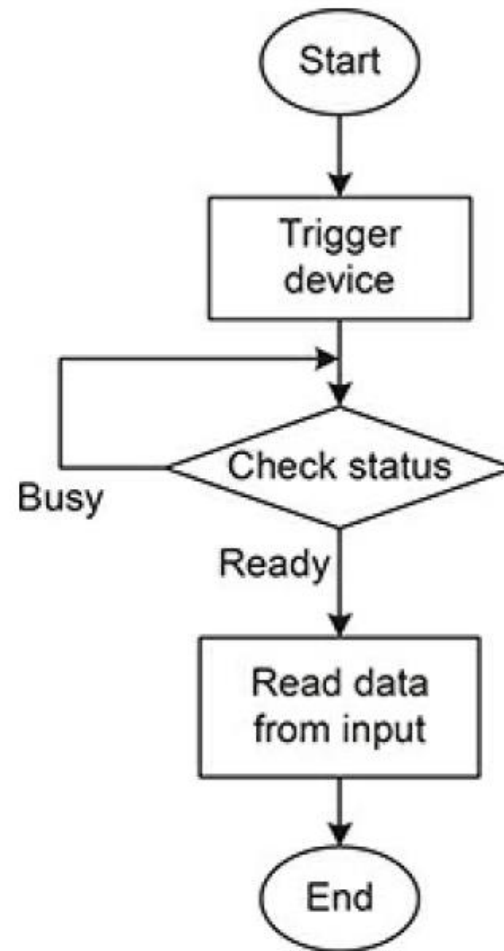 Start
Trigger
device
Check status
Busy
Ready
Read data
from input
End